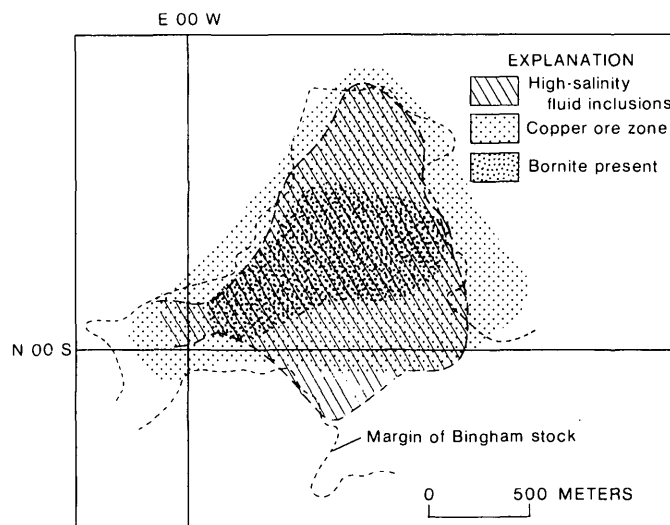 E 00 W
EXPLANATION
High-salinity
fluid inclusions
Copper ore zone
Bornite present
N 00 S
Margin of Bingham stock
0 500 METERS